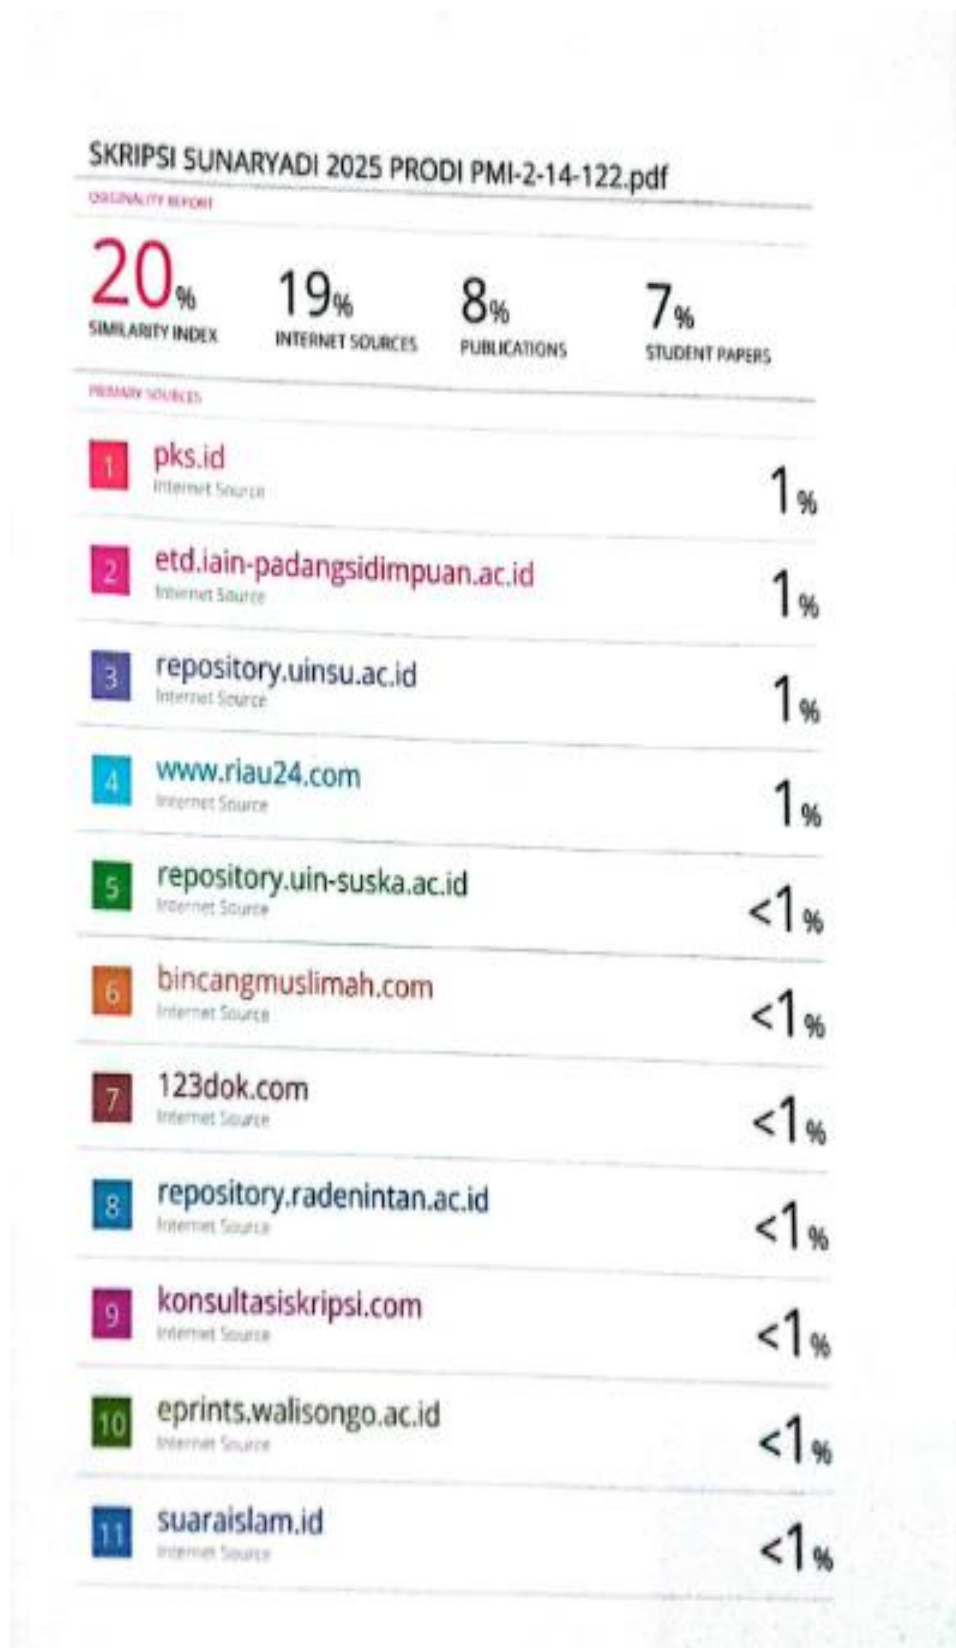 SKRIPSI SUNARYADI 2025 PRODI PMI-2-14-122.pdf
ORIGINALITY REPORT
20% 19% 8% 7%
SIMILARITY INDEX INTERNET SOURCES PUBLICATIONS STUDENT PAPERS
PRIMARY SOURCES
1 pks.id 1%
Internet Source
2 etd.iain-padangsidimpuan.ac.id 1%
Internet Source
3 repository.uinsu.ac.id 1%
Internet Source
4 www.riau24.com 1%
Internet Source
5 repository.uin-suska.ac.id <1%
Internet Source
6 bincangmuslimah.com <1%
Internet Source
7 123dok.com <1%
Internet Source
8 repository.radenintan.ac.id <1%
Internet Source
9 konsultasiskripsi.com <1%
Internet Source
10 eprints.walisongo.ac.id <1%
Internet Source
11 suaraislam.id <1%
Internet Source